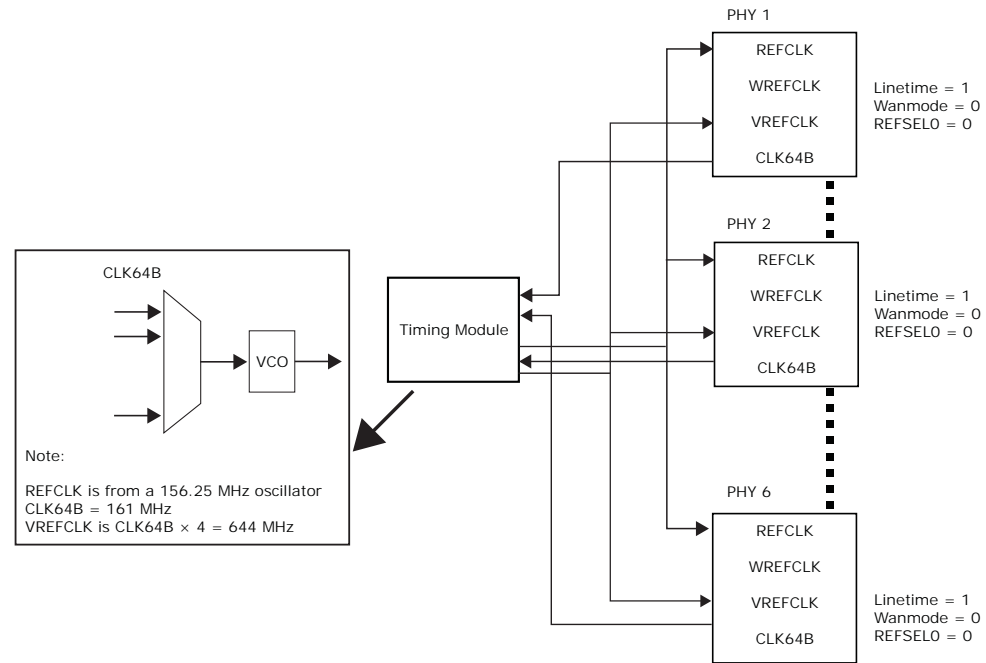 PHY 1
REFCLK
WREFCLK
VREFCLK
CLK64B
Linetime = 1
Wanmode = 0
REFSEL0 = 0
PHY 2
REFCLK
WREFCLK
VREFCLK
CLK64B
Linetime = 1
Wanmode = 0
REFSEL0 = 0
CLK64B
VCO
Timing Module
Note:
REFCLK is from a 156.25 MHz oscillator
CLK64B = 161 MHz
VREFCLK is CLK64B × 4 = 644 MHz
PHY 6
REFCLK
WREFCLK
VREFCLK
CLK64B
Linetime = 1
Wanmode = 0
REFSEL0 = 0